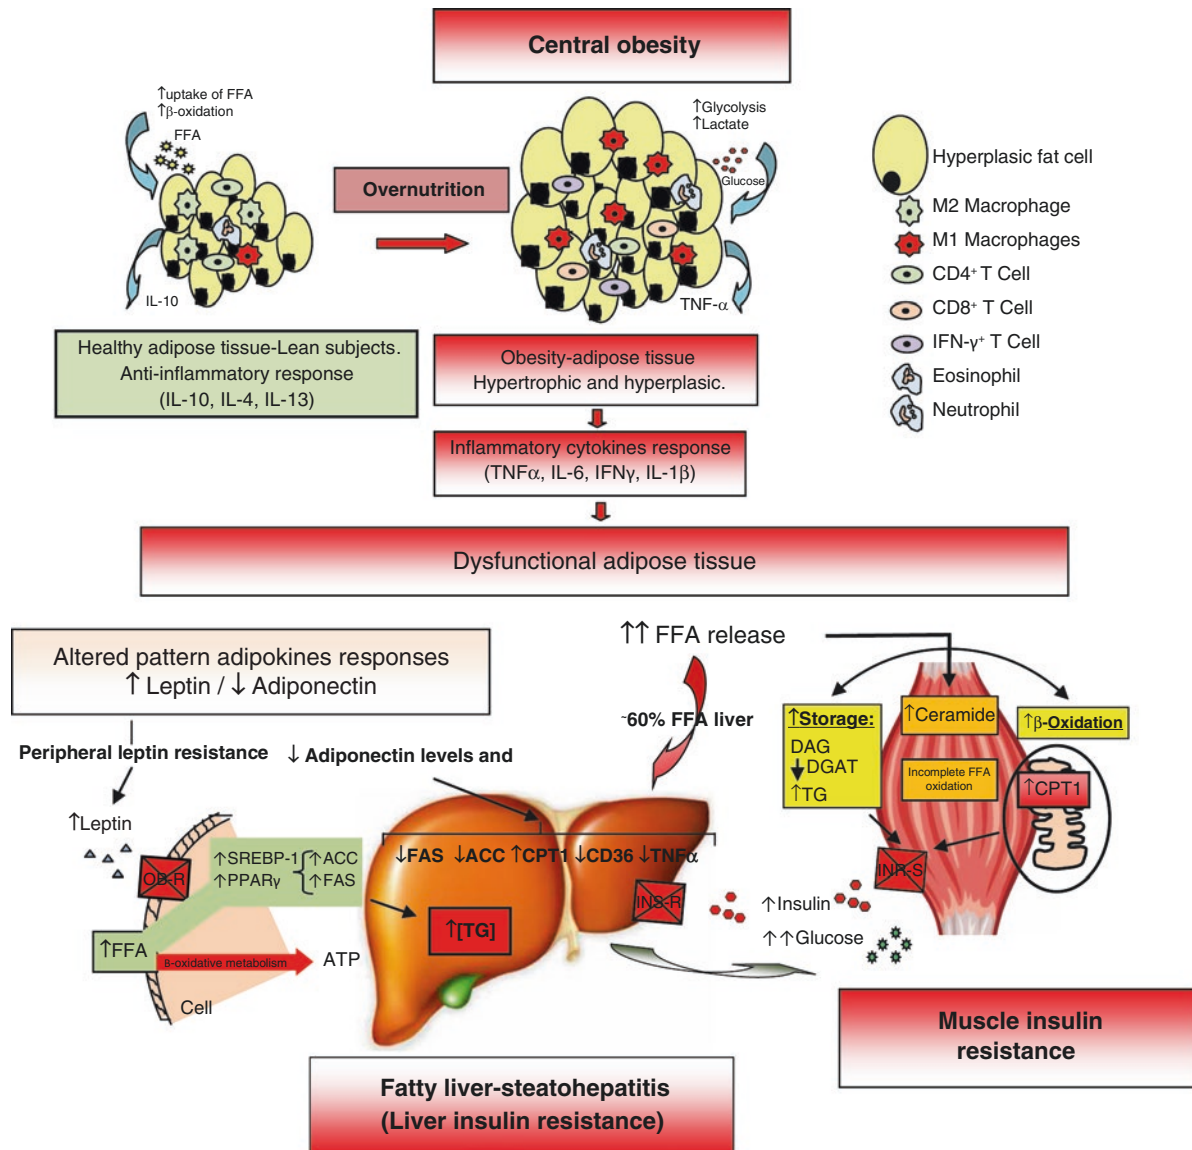 Central obesity
↑uptake of FFA
↑β-oxidation
FFA
IL-10
Overnutrition
↑Glycolysis
↑Lactate
Glucose
TNF-α
Hyperplasic fat cell
M2 Macrophage
M1 Macrophages
CD4+ T Cell
CD8+ T Cell
IFN-γ+ T Cell
Eosinophil
Neutrophil
Healthy adipose tissue-Lean subjects.
Anti-inflammatory response
(IL-10, IL-4, IL-13)
Obesity-adipose tissue
Hypertrophic and hyperplasic.
Inflammatory cytokines response
(TNFα, IL-6, IFNγ, IL-1β)
Dysfunctional adipose tissue
Altered pattern adipokines responses
↑ Leptin / ↓ Adiponectin
Peripheral leptin resistance
↓ Adiponectin levels and
↑Leptin
OB-R
↑SREBP-1
↑PPARγ
↑ACC
↑FAS
↑FFA
β-oxidative metabolism
ATP
Cell
↑↑ FFA release
~60% FFA liver
↓FAS ↓ACC ↑CPT1 ↓CD36 ↓TNFα
↑[TG]
INS-R
↑Insulin
↑↑Glucose
↑Storage:
DAG
DGAT
↑TG
↑Ceramide
Incomplete FFA
oxidation
↑β-Oxidation
↑CPT1
INR-S
Muscle insulin
resistance
Fatty liver-steatohepatitis
(Liver insulin resistance)